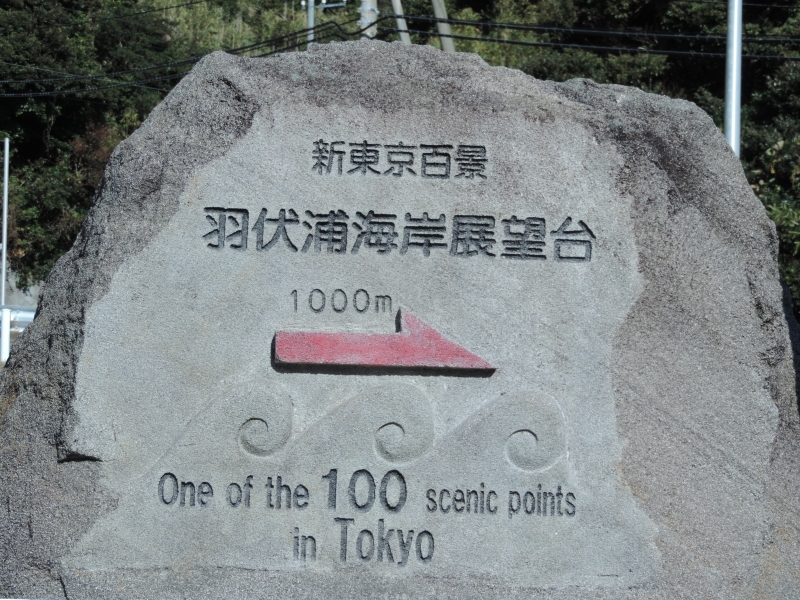 新東京百景
羽伏浦海岸展望台
1000m
One of the 100 scenic points
in Tokyo